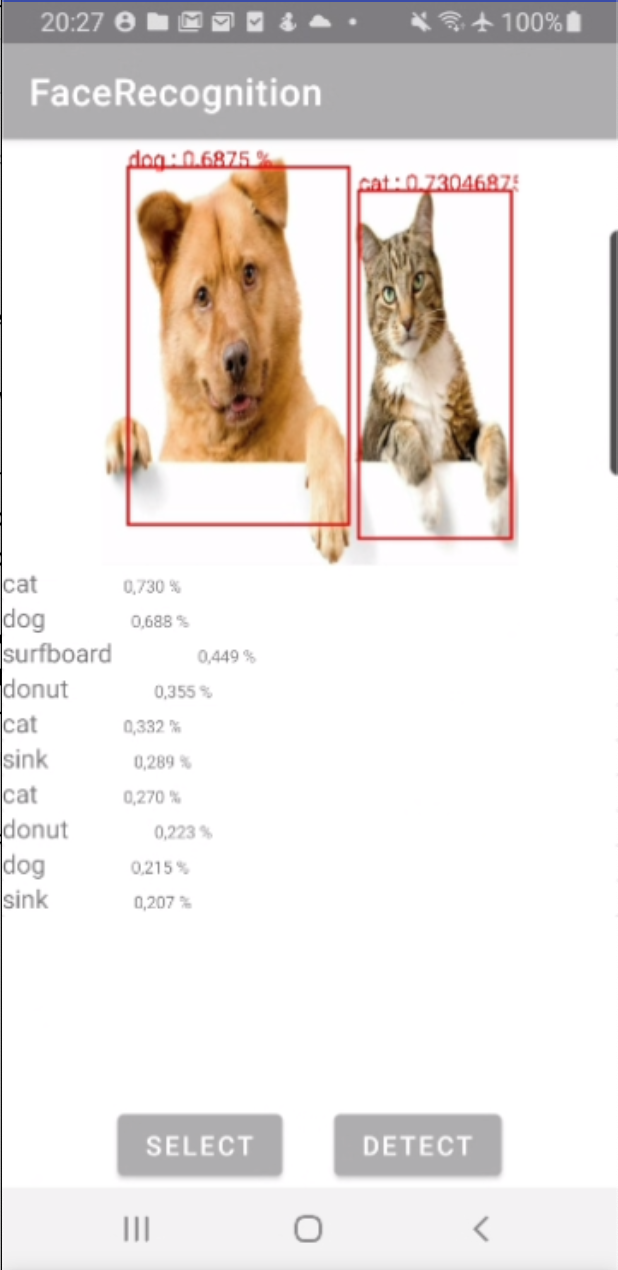 20:27 100%
FaceRecognition
dog : 0.6875 %
cat : 0.73046875
cat 0,730 %
dog 0,688 %
surfboard 0,449 %
donut 0,355 %
cat 0,332 %
sink 0,289 %
cat 0,270 %
donut 0,223 %
dog 0,215 %
sink 0,207 %
SELECT DETECT